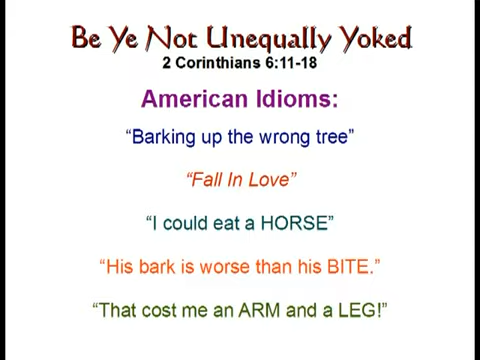 Be Ye Not Unequally Yoked
2 Corinthians 6:11-18
American Idioms:
“Barking up the wrong tree”
“Fall In Love”
“I could eat a HORSE”
“His bark is worse than his BITE.”
“That cost me an ARM and a LEG!”